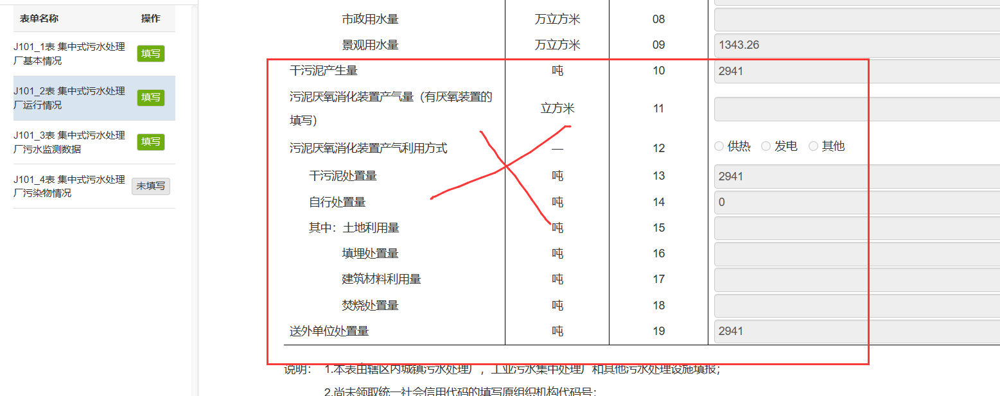 表单名称 操作
J101_1表 集中式污水处理
厂基本情况
填写
J101_2表 集中式污水处理
厂运行情况
填写
J101_3表 集中式污水处理
厂污水监测数据
填写
J101_4表 集中式污水处理
厂污染物情况
未填写
市政用水量 万立方米 08
景观用水量 万立方米 09 1343.26
干污泥产生量 吨 10 2941
污泥厌氧消化装置产气量（有厌氧装置的
填写） 立方米 11
污泥厌氧消化装置产气利用方式 — 12 供热 发电 其他
干污泥处置量 吨 13 2941
自行处置量 吨 14 0
其中：土地利用量 吨 15
填埋处置量 吨 16
建筑材料利用量 吨 17
焚烧处置量 吨 18
送外单位处置量 吨 19 2941
说明： 1.本表由辖区内城镇污水处理厂，工业污水集中处理厂和其他污水处理设施填报；
2.尚未领取统一社会信用代码的填写原组织机构代码号；